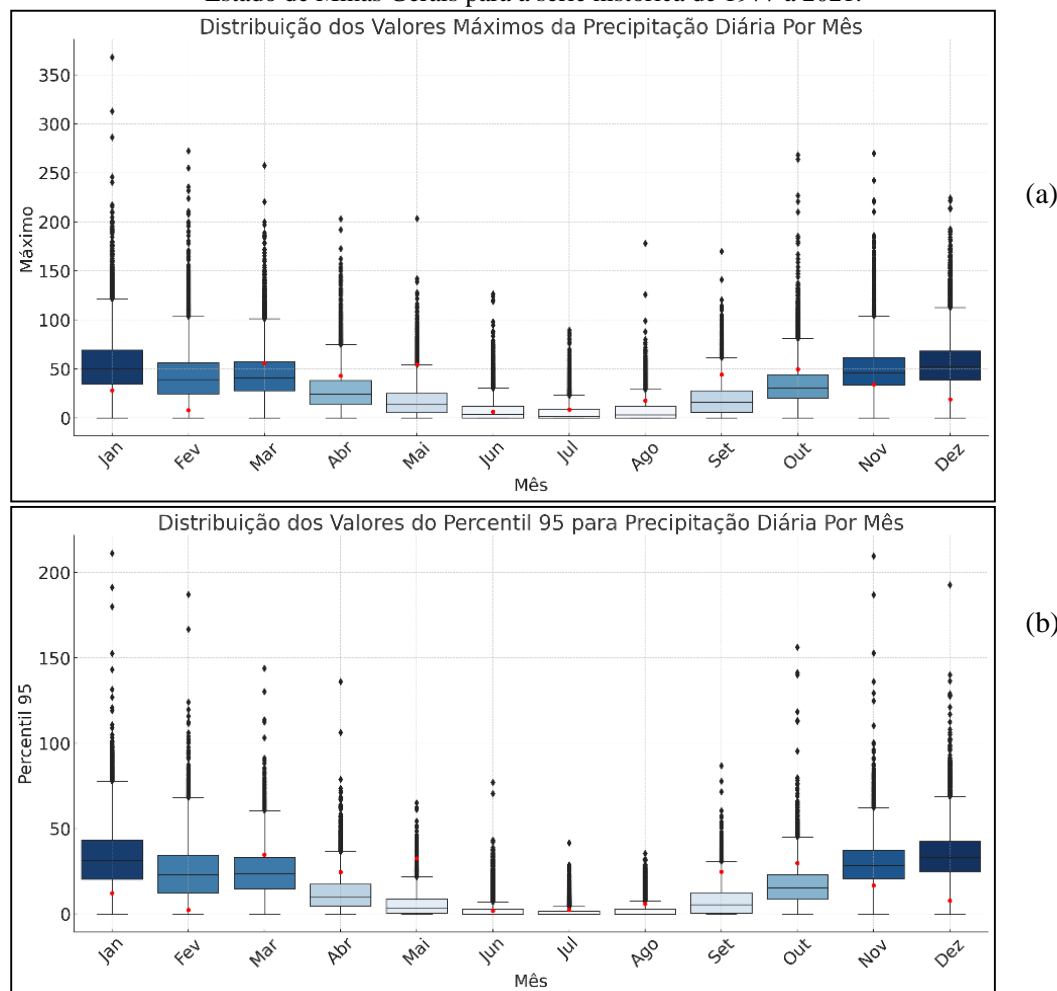 Estado de Minas Gerais para a série histórica de 1977 a 2021.
Distribuição dos Valores Máximos da Precipitação Diária Por Mês
350
300
250
200
150
100
50
0
Máximo
Jan Fev Mar Abr Mai Jun Jul Ago Set Out Nov Dez
Mês
(a)
Distribuição dos Valores do Percentil 95 para Precipitação Diária Por Mês
200
150
100
50
0
Percentil 95
Jan Fev Mar Abr Mai Jun Jul Ago Set Out Nov Dez
Mês
(b)